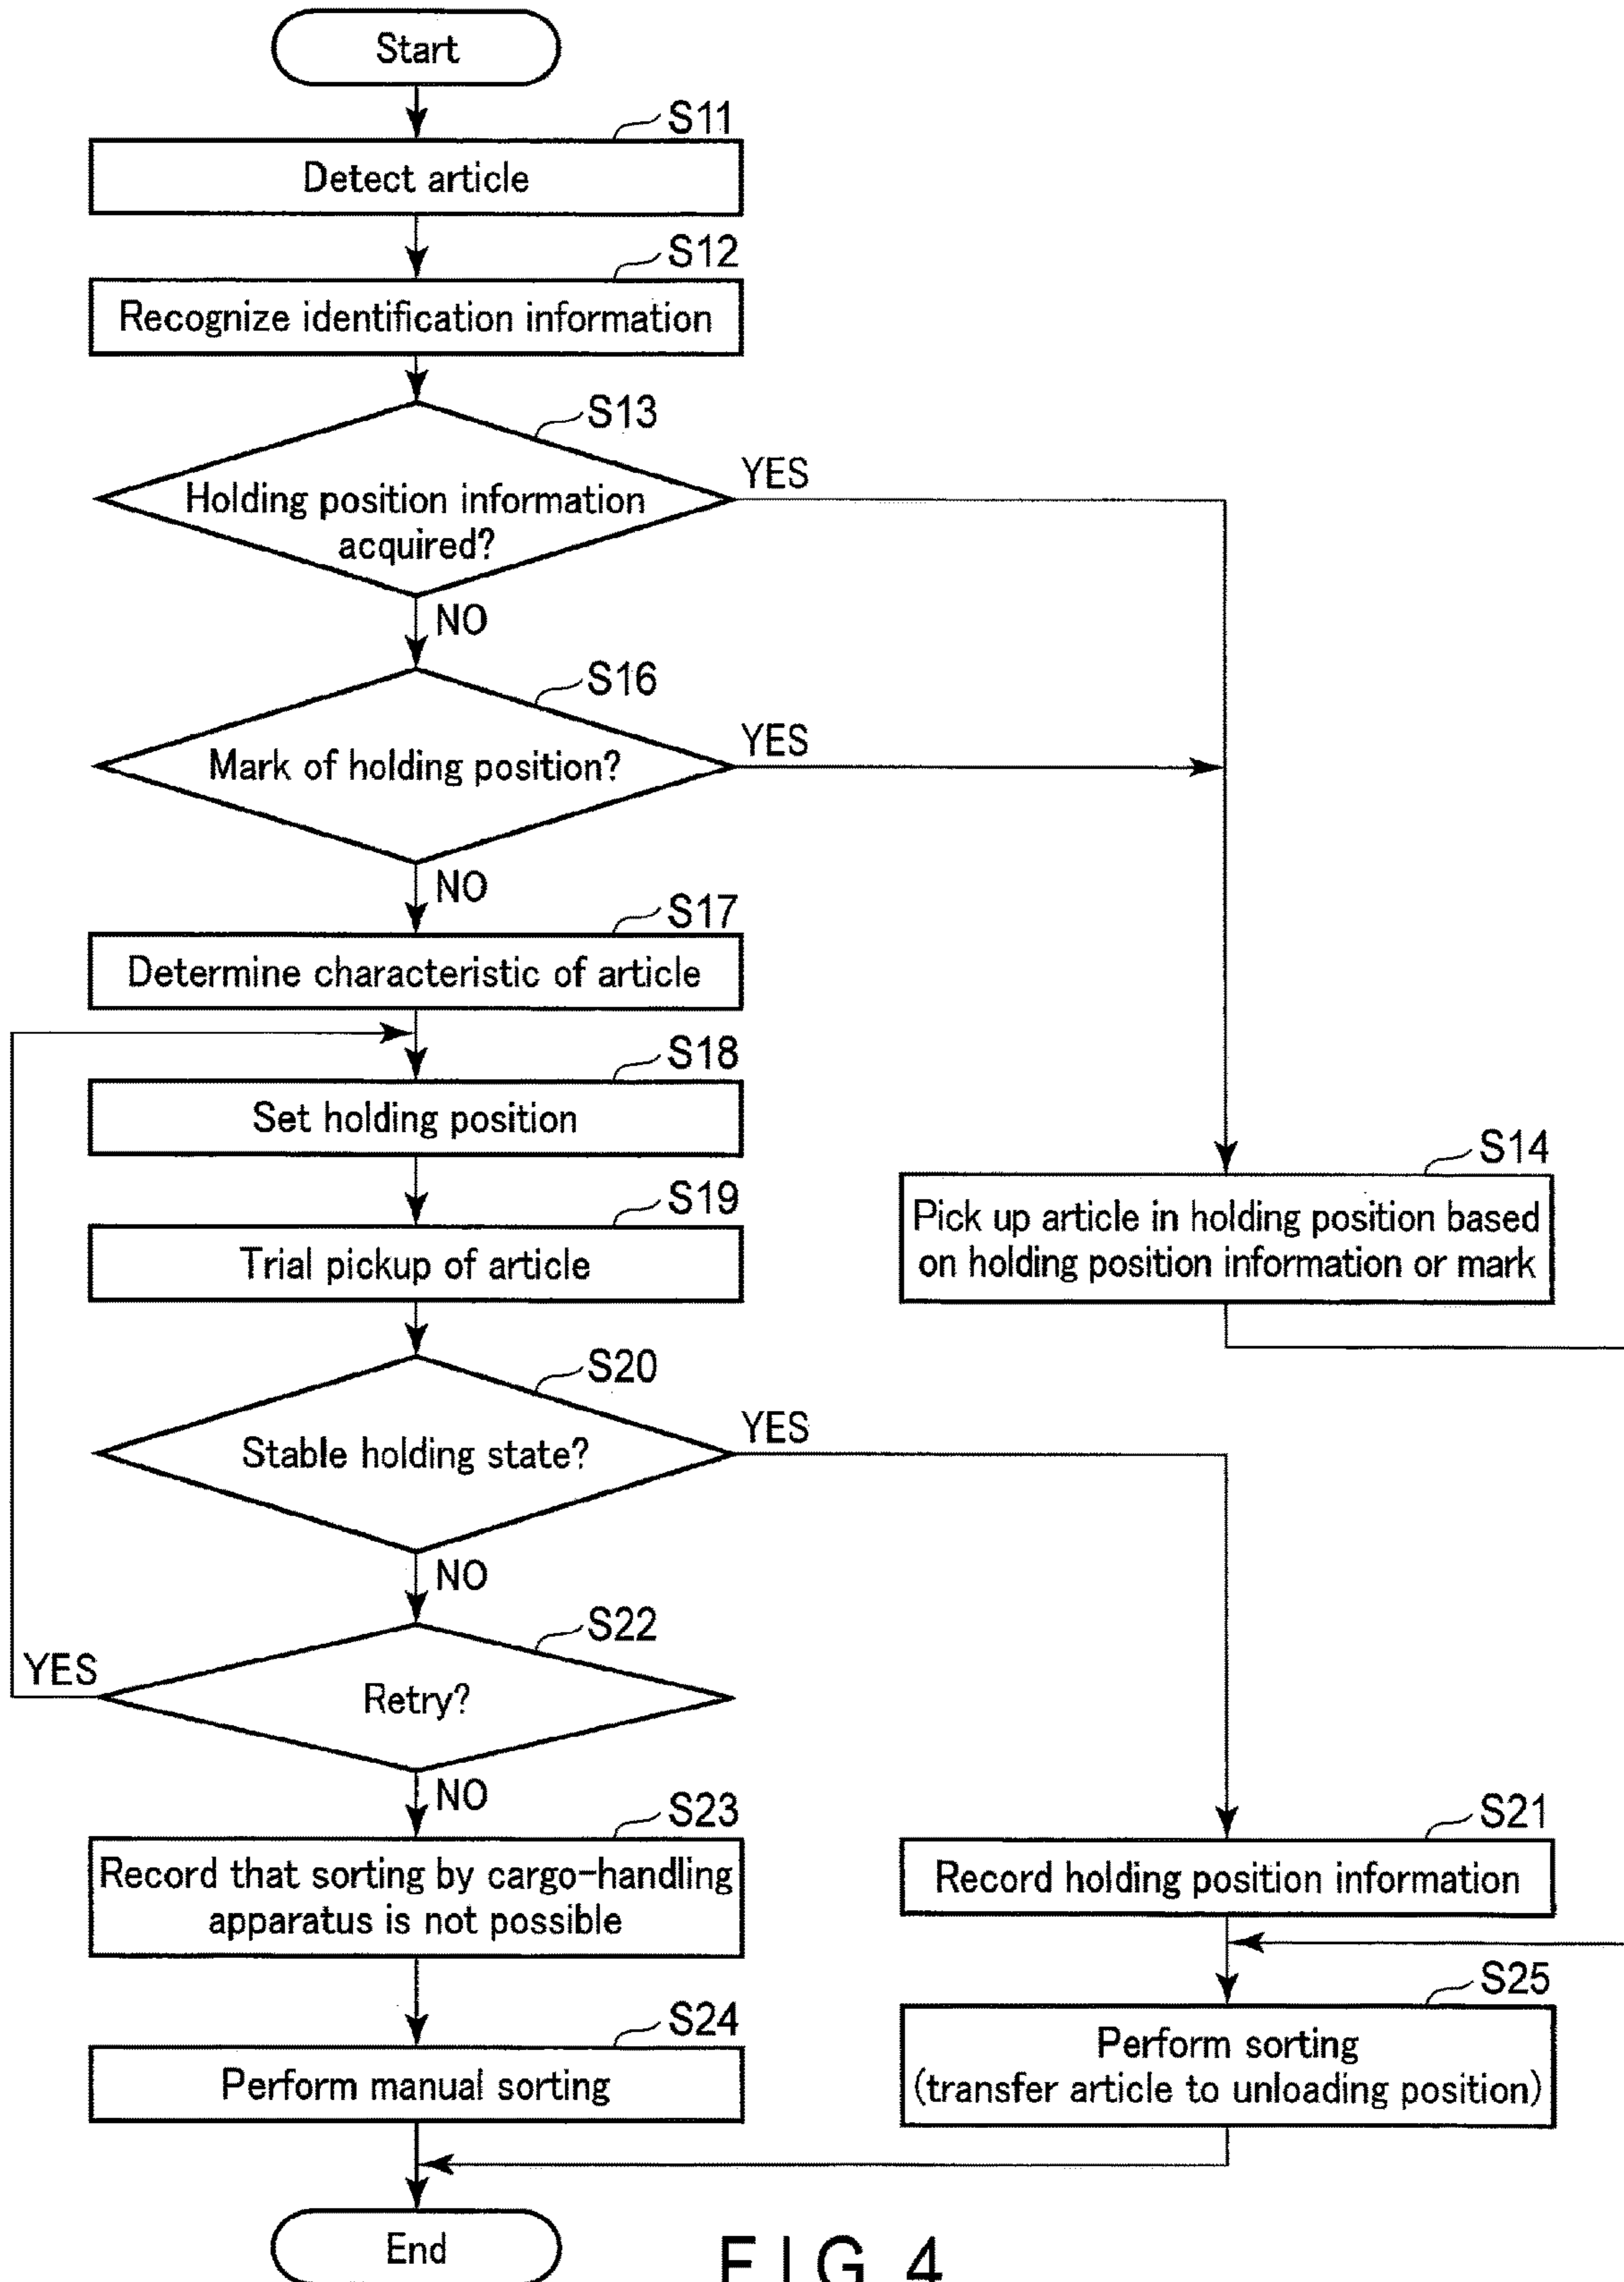 Start
S11
Detect article
S12
Recognize identification information
S13
Holding position information
acquired?
YES
NO
S16
Mark of holding position?
YES
NO
S17
Determine characteristic of article
S18
Set holding position
S19
Trial pickup of article
S14
Pick up article in holding position based
on holding position information or mark
S20
Stable holding state?
YES
NO
S22
Retry?
YES
NO
S23
Record that sorting by cargo-handling
apparatus is not possible
S21
Record holding position information
S24
Perform manual sorting
S25
Perform sorting
(transfer article to unloading position)
End
FIG. 4